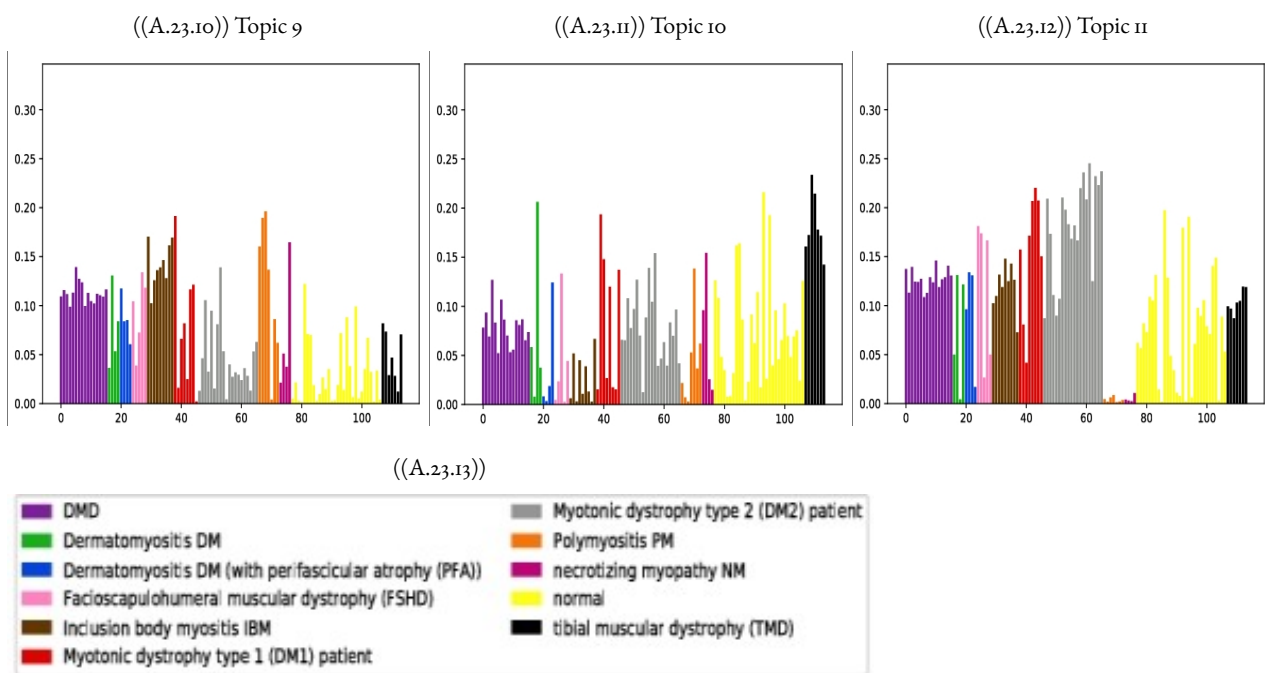 ((A.23.10)) Topic 9
((A.23.11)) Topic 10
((A.23.12)) Topic 11
0.30
0.25
0.20
0.15
0.10
0.05
0.00
0 20 40 60 80 100
0.30
0.25
0.20
0.15
0.10
0.05
0.00
0 20 40 60 80 100
0.30
0.25
0.20
0.15
0.10
0.05
0.00
0 20 40 60 80 100
((A.23.13))
DMD
Dermatomyositis DM
Dermatomyositis DM (with perifascicular atrophy (PFA))
Facioscapulohumeral muscular dystrophy (FSHD)
Inclusion body myositis IBM
Myotonic dystrophy type 1 (DM1) patient
Myotonic dystrophy type 2 (DM2) patient
Polymyositis PM
necrotizing myopathy NM
normal
tibial muscular dystrophy (TMD)